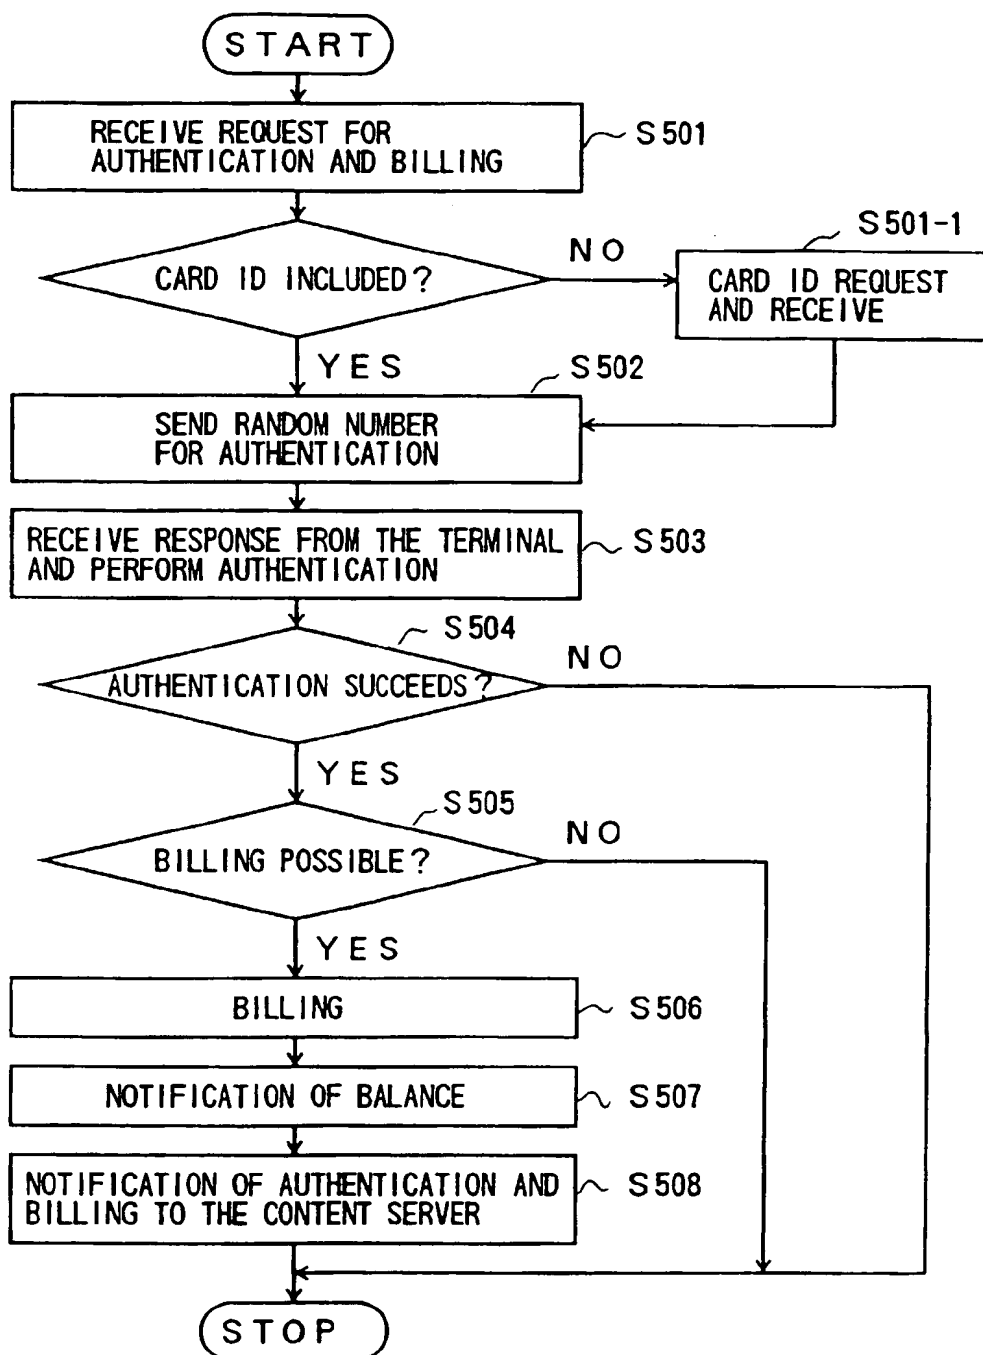 START
RECEIVE REQUEST FOR
AUTHENTICATION AND BILLING
S501
CARD ID INCLUDED?
NO
S501-1
CARD ID REQUEST
AND RECEIVE
YES
S502
SEND RANDOM NUMBER
FOR AUTHENTICATION
RECEIVE RESPONSE FROM THE TERMINAL
AND PERFORM AUTHENTICATION
S503
S504
AUTHENTICATION SUCCEEDS?
NO
YES
S505
BILLING POSSIBLE?
NO
YES
BILLING
S506
NOTIFICATION OF BALANCE
S507
NOTIFICATION OF AUTHENTICATION AND
BILLING TO THE CONTENT SERVER
S508
STOP